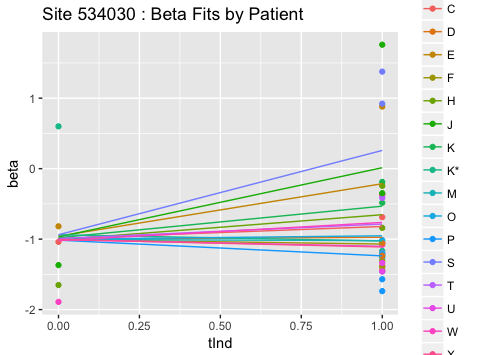 Site 534030 : Beta Fits by Patient
beta
1
0
-1
-2
0.00 0.25 0.50 0.75 1.00
tInd
C
D
E
F
H
J
K
K*
M
O
P
S
T
U
W